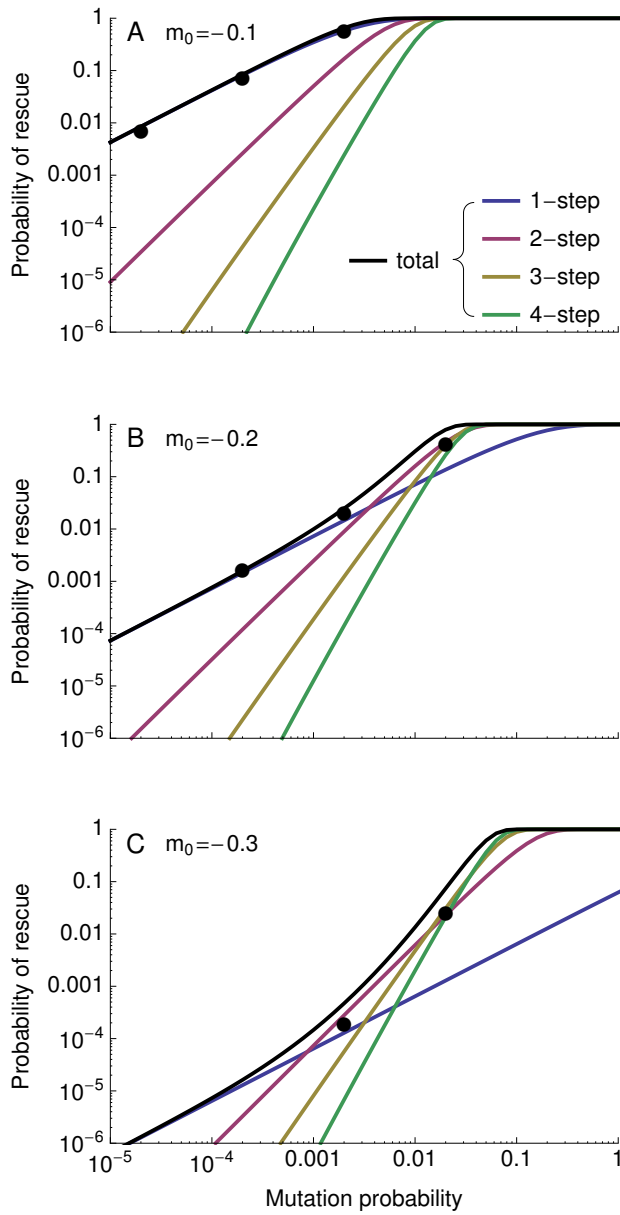 A m₀=−0.1
1
0.1
0.01
0.001
10⁻⁴
10⁻⁵
10⁻⁶
Probability of rescue
total
1−step
2−step
3−step
4−step
B m₀=−0.2
1
0.1
0.01
0.001
10⁻⁴
10⁻⁵
10⁻⁶
Probability of rescue
C m₀=−0.3
1
0.1
0.01
0.001
10⁻⁴
10⁻⁵
10⁻⁶
Probability of rescue
10⁻⁵ 10⁻⁴ 0.001 0.01 0.1 1
Mutation probability